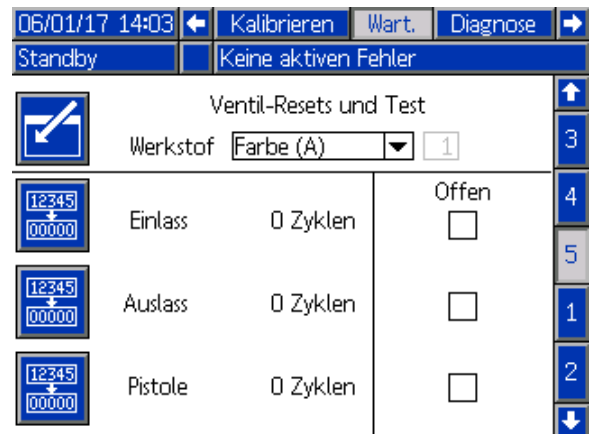 06/01/17 14:03 Kalibrieren Wart. Diagnose
Standby Keine aktiven Fehler
Ventil-Resets und Test
Werkstof Farbe (A) 1
3
Offen
4
12345
00000
Einlass 0 Zyklen
5
12345
00000
Auslass 0 Zyklen
1
12345
00000
Pistole 0 Zyklen
2